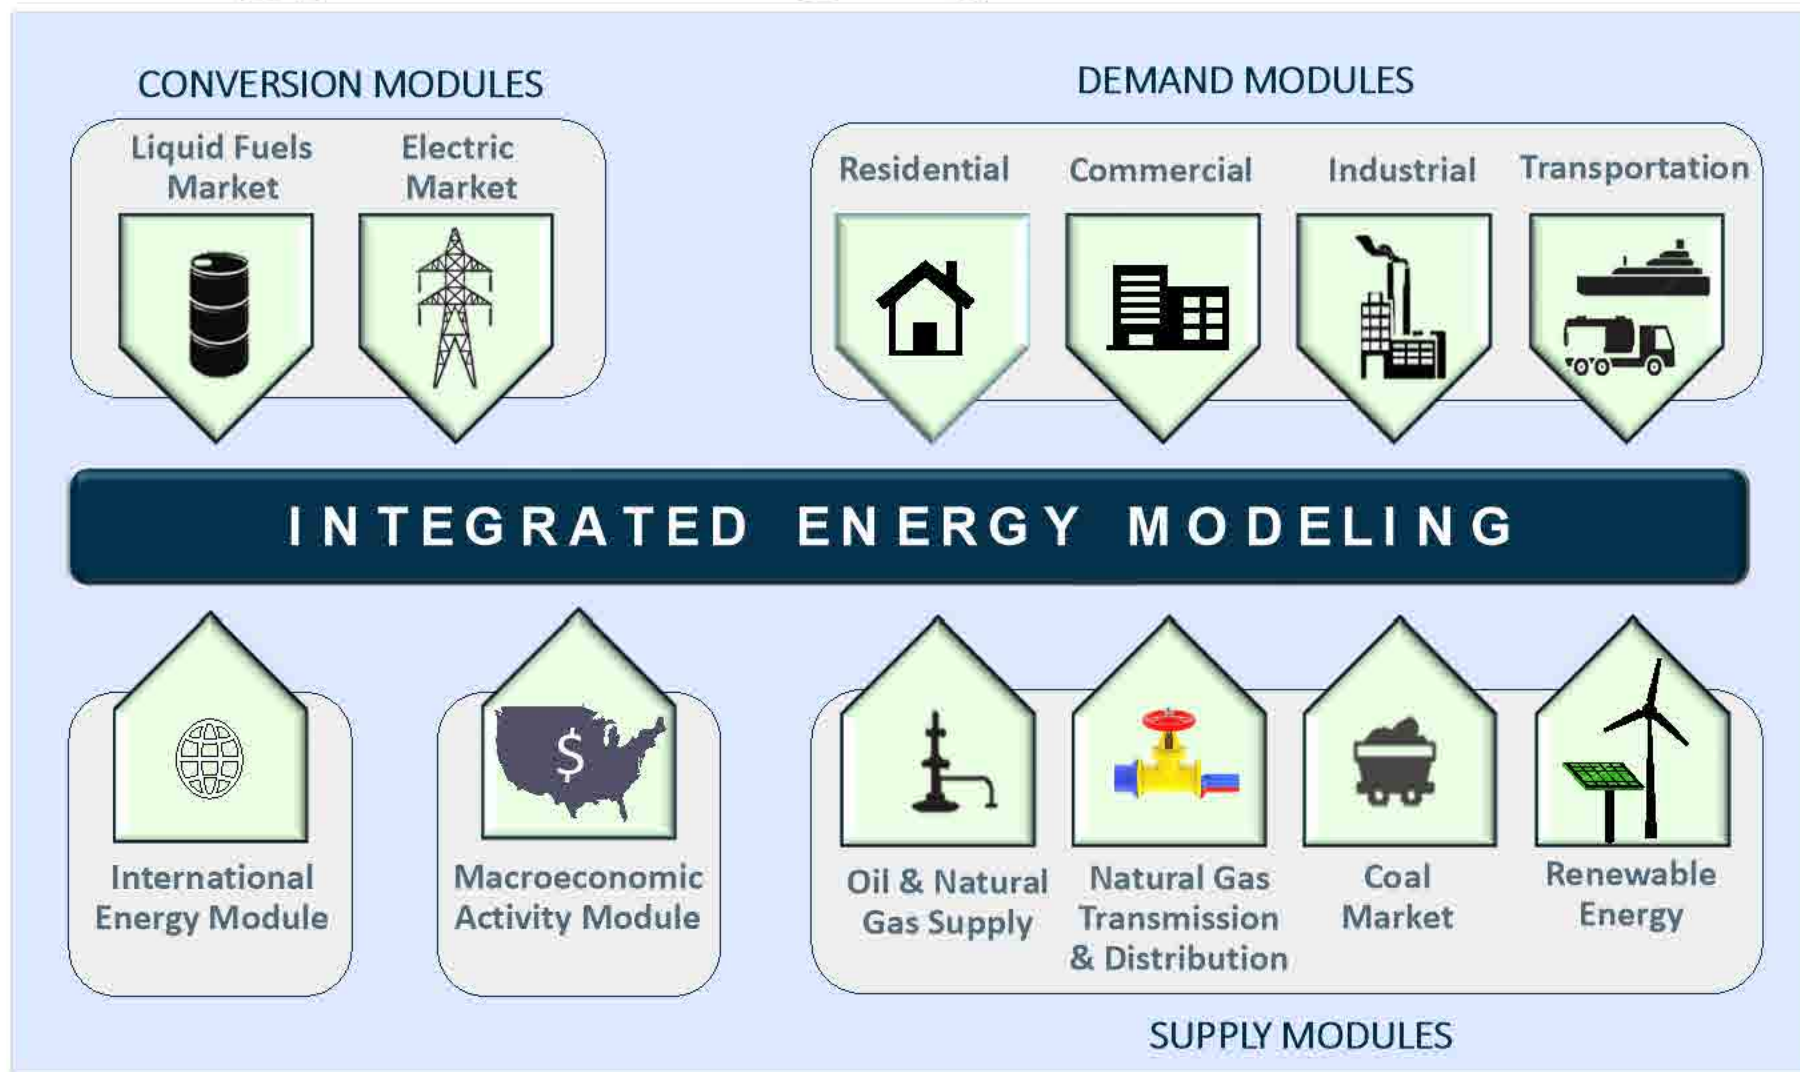 CONVERSION MODULES
Liquid Fuels
Market
Electric
Market
DEMAND MODULES
Residential
Commercial
Industrial
Transportation
INTEGRATED ENERGY MODELING
$
International
Energy Module
Macroeconomic
Activity Module
Oil & Natural
Gas Supply
Natural Gas
Transmission
& Distribution
Coal
Market
Renewable
Energy
SUPPLY MODULES